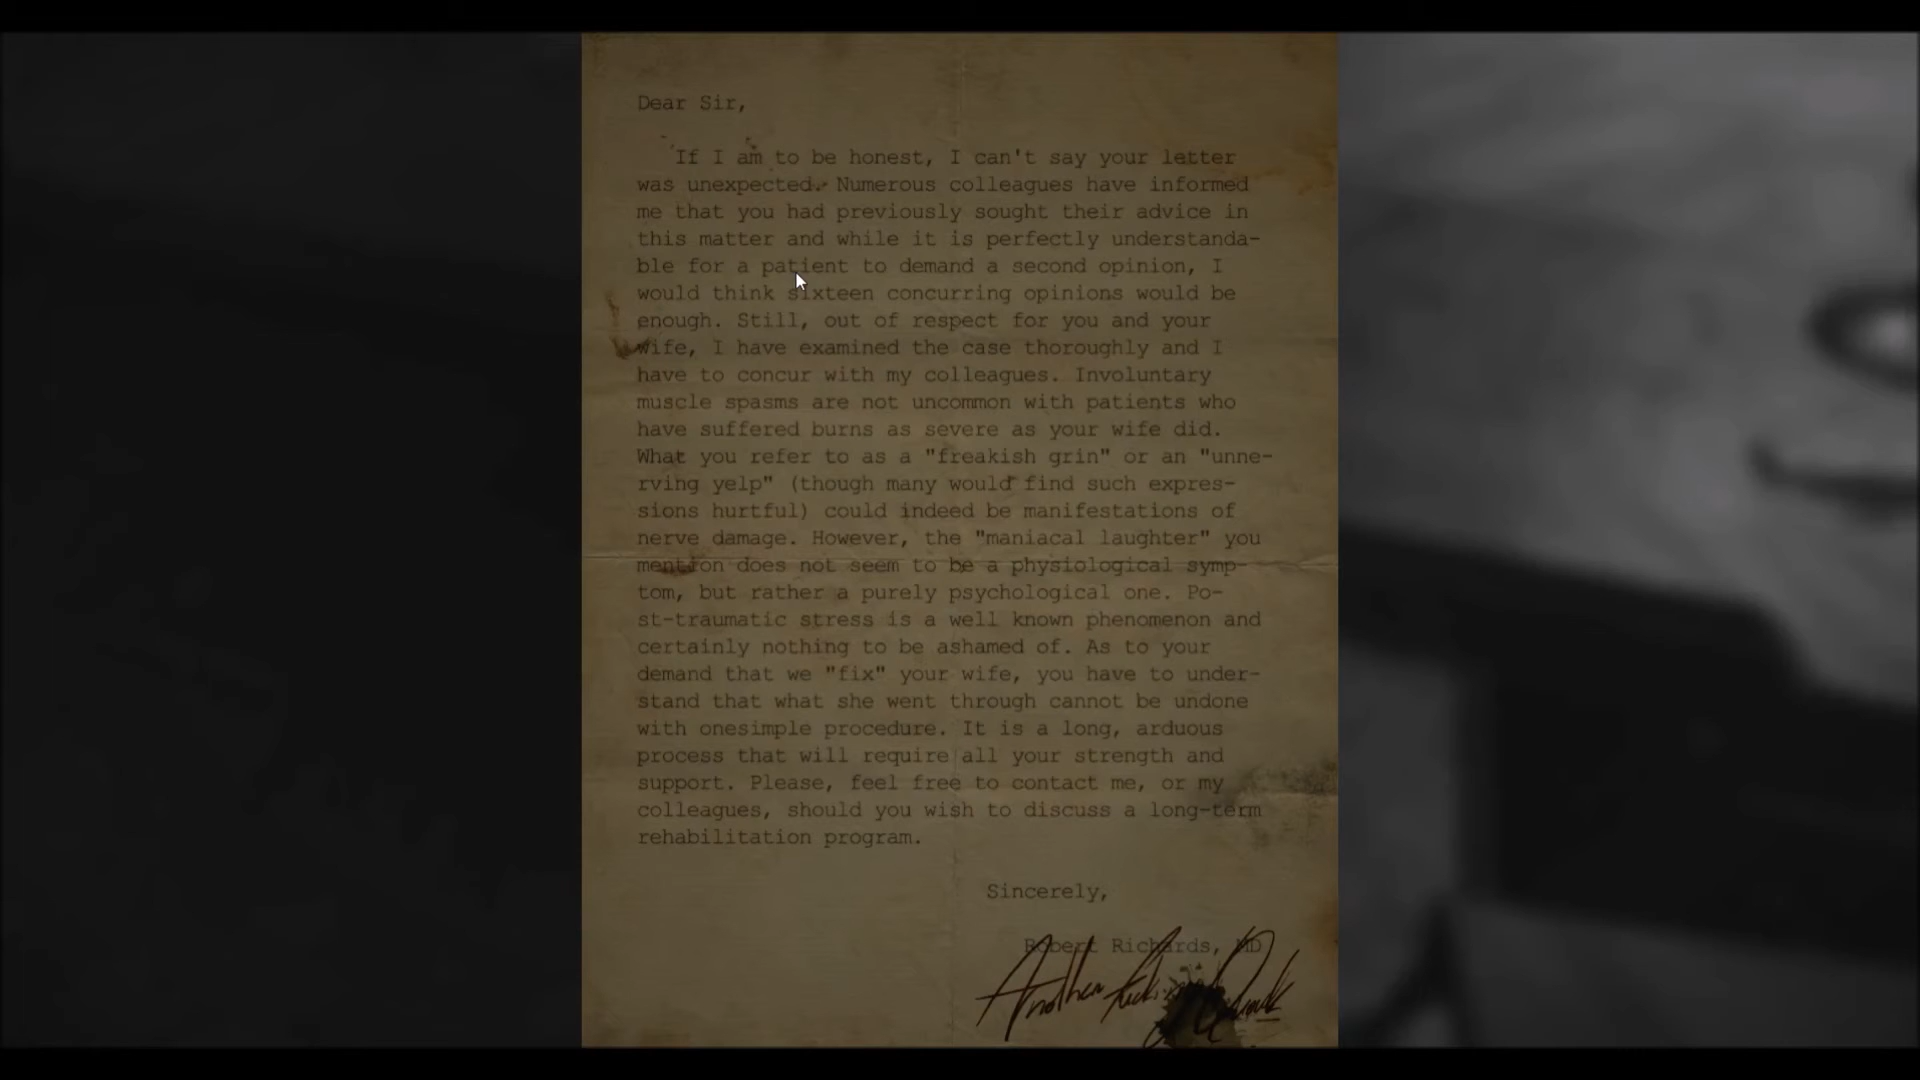 Dear Sir,
If I am to be honest, I can't say your letter
was unexpected. Numerous colleagues have informed
me that you had previously sought their advice in
this matter and while it is perfectly understanda-
ble for a patient to demand a second opinion, I
would think sixteen concurring opinions would be
enough. Still, out of respect for you and your
wife, I have examined the case thoroughly and I
have to concur with my colleagues. Involuntary
muscle spasms are not uncommon with patients who
have suffered burns as severe as your wife did.
What you refer to as a "freakish grin" or an "unne-
rving yelp" (though many would find such expres-
sions hurtful) could indeed be manifestations of
nerve damage. However, the "maniacal laughter" you
mention does not seem to be a physiological symp-
tom, but rather a purely psychological one. Po-
st-traumatic stress is a well known phenomenon and
certainly nothing to be ashamed of. As to your
demand that we "fix" your wife, you have to under-
stand that what she went through cannot be undone
with onesimple procedure. It is a long, arduous
process that will require all your strength and
support. Please, feel free to contact me, or my
colleagues, should you wish to discuss a long-term
rehabilitation program.
Sincerely,
Robert Richards, MD
Another